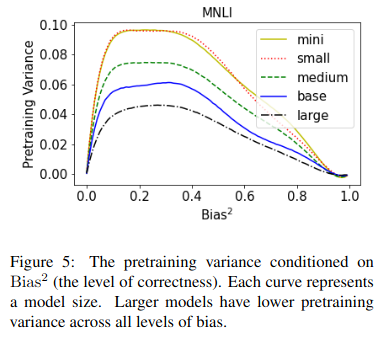 MNLI
0.10
0.08
0.06
0.04
0.02
0.00
Pretraining Variance
mini
small
medium
base
large
0.0 0.2 0.4 0.6 0.8 1.0
Bias²
Figure 5: The pretraining variance conditioned on
Bias² (the level of correctness). Each curve represents
a model size. Larger models have lower pretraining
variance across all levels of bias.